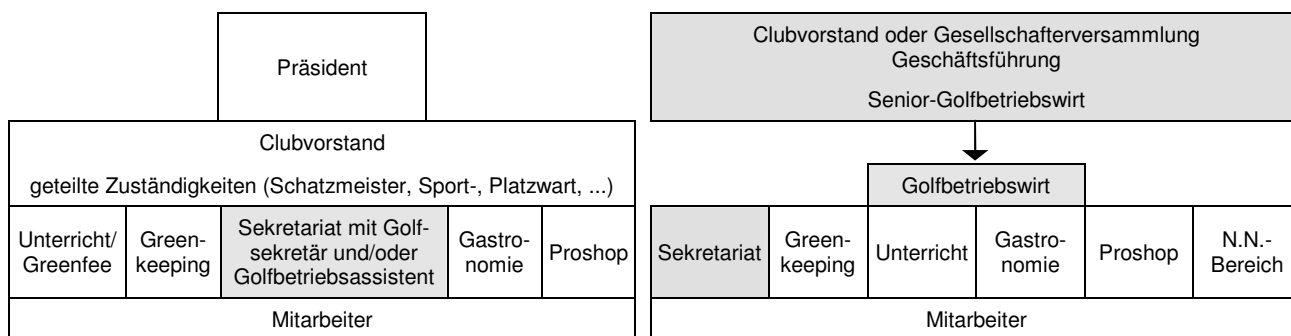 Präsident
Clubvorstand
geteilte Zuständigkeiten (Schatzmeister, Sport-, Platzwart, ...)
Unterricht/
Greenfee
Green-
keeping
Sekretariat mit Golf-
sekretär und/oder
Golfbetriebsassistent
Gastro-
nomie
Proshop
Mitarbeiter
Clubvorstand oder Gesellschafterversammlung
Geschäftsführung
Senior-Golfbetriebswirt
Golfbetriebswirt
Sekretariat
Green-
keeping
Unterricht
Gastro-
nomie
Proshop
N.N.-
Bereich
Mitarbeiter